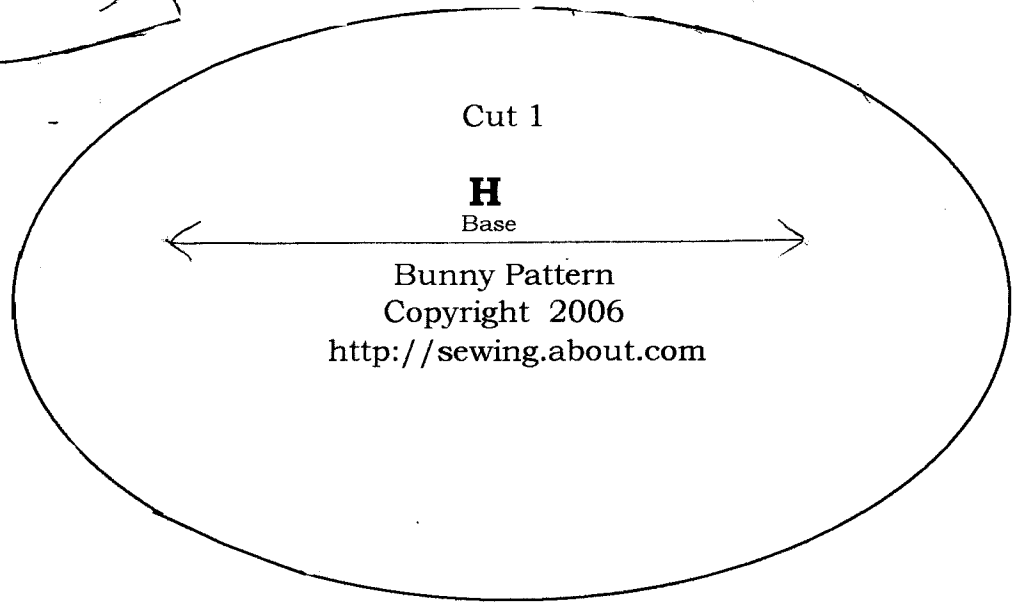 Cut 1
H
Base
Bunny Pattern
Copyright 2006
http://sewing.about.com